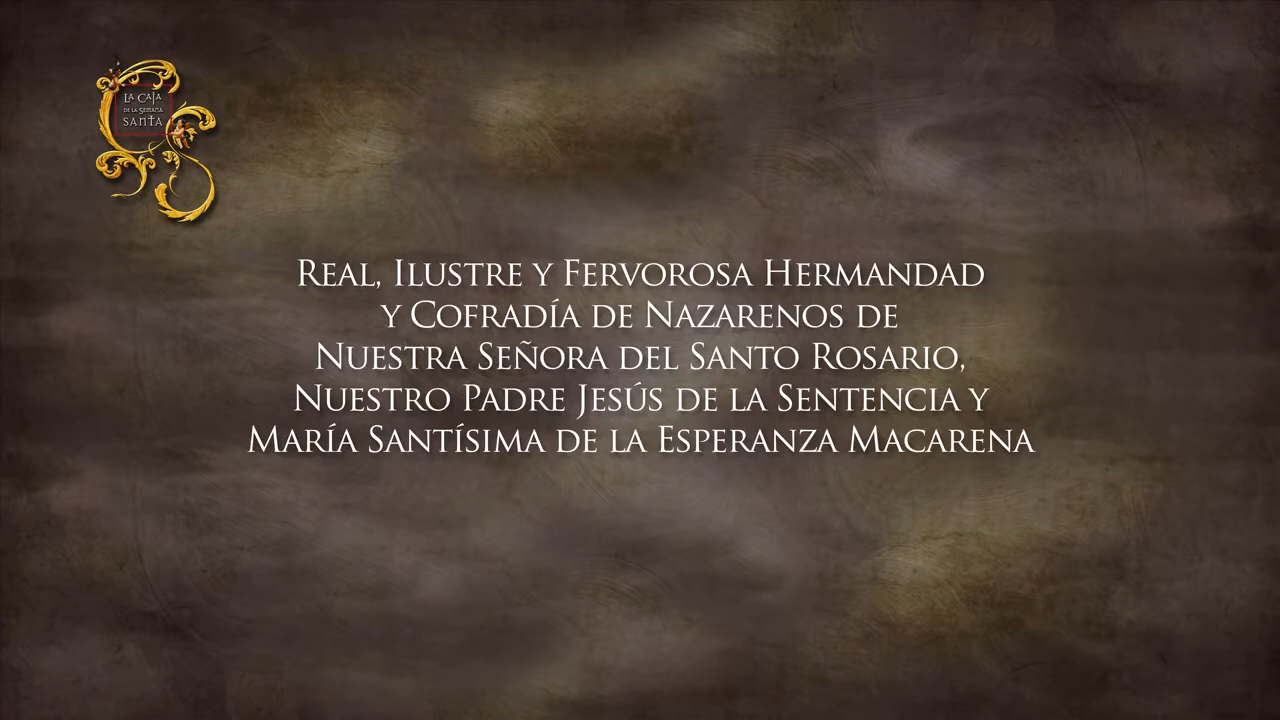 LA CAJA
DE LA SEMANA
SANTA
REAL, ILUSTRE Y FERVOROSA HERMANDAD
Y COFRADÍA DE NAZARENOS DE
NUESTRA SEÑORA DEL SANTO ROSARIO,
NUESTRO PADRE JESÚS DE LA SENTENCIA Y
MARÍA SANTÍSIMA DE LA ESPERANZA MACARENA